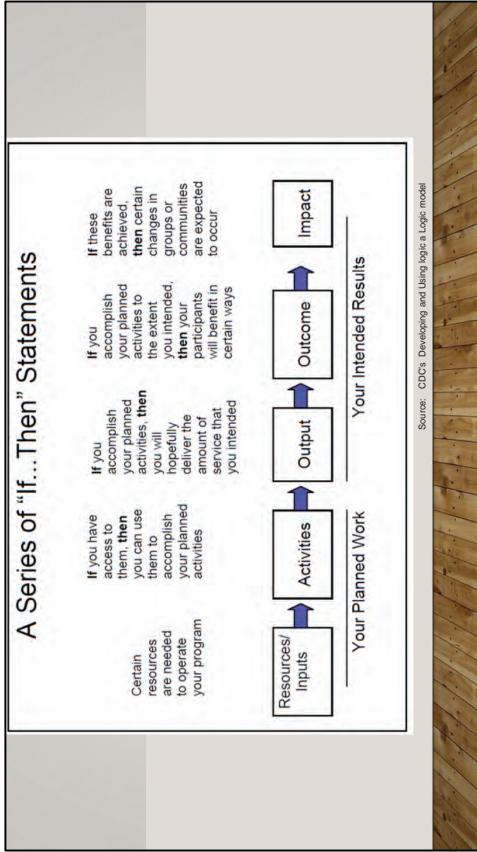 A Series of "If...Then" Statements
Certain
resources
are needed
to operate
your program
If you have
access to
them, then
you can use
them to
accomplish
your planned
activities
If you
accomplish
your planned
activities, then
you will
hopefully
deliver the
amount of
service that
you intended
If you
accomplish
your planned
activities to
the extent
you intended,
then your
participants
will benefit in
certain ways
If these
benefits are
achieved,
then certain
changes in
groups or
communities
are expected
to occur
Resources/
Inputs
Activities
Output
Outcome
Impact
Your Planned Work
Your Intended Results
Source: CDC's Developing and Using logic a Logic model